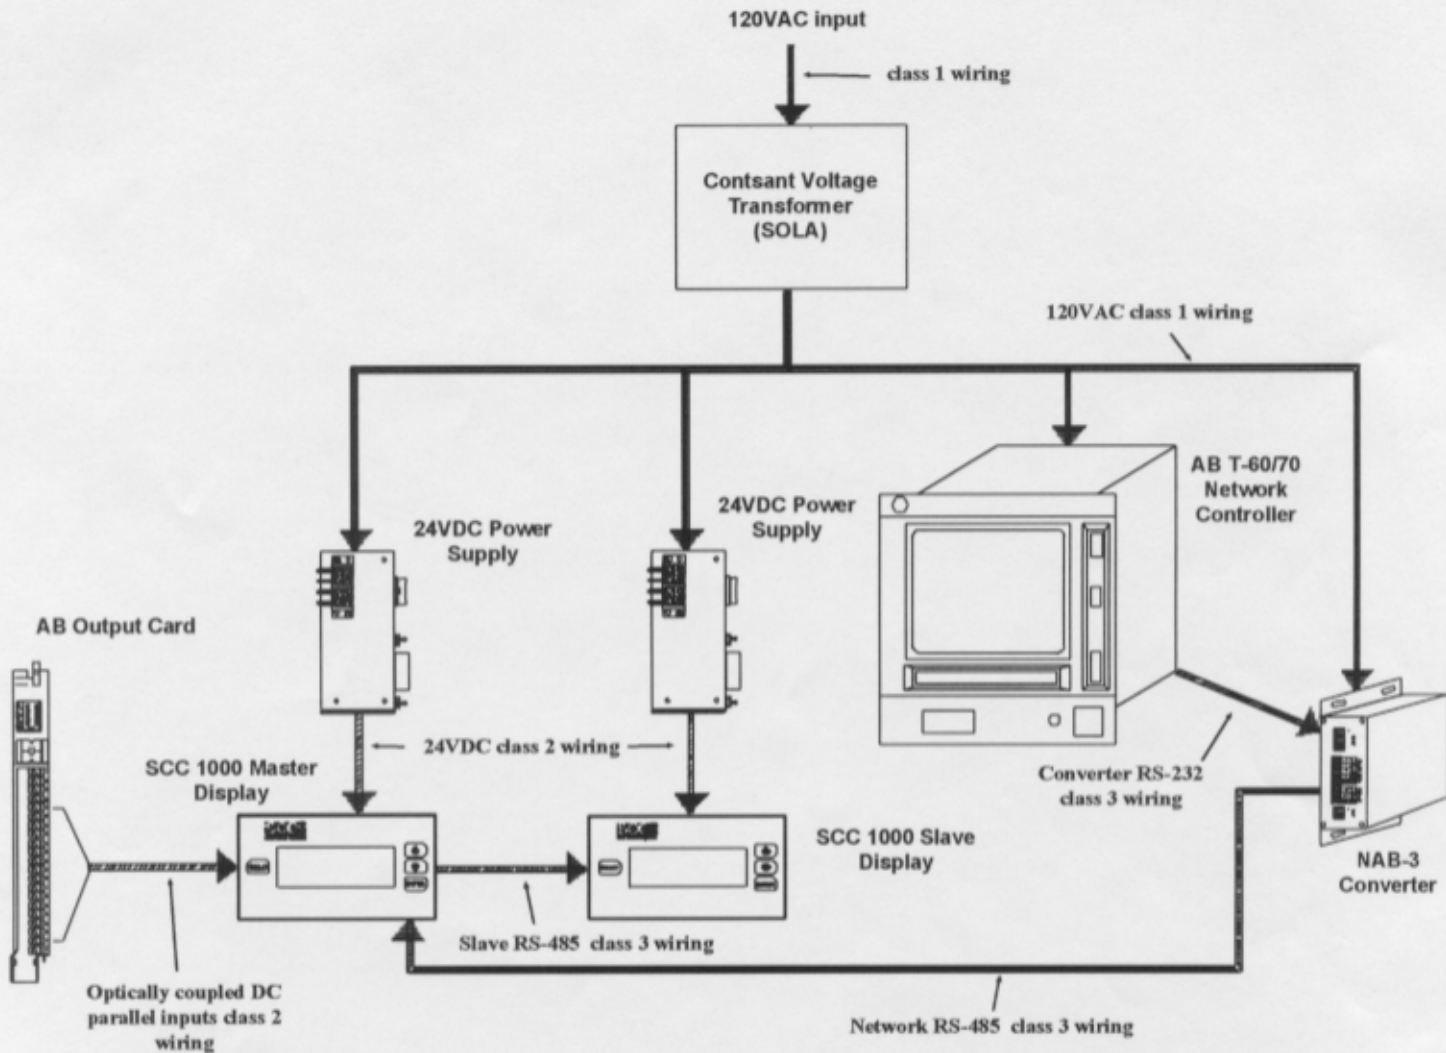 120VAC input
class 1 wiring
Contsant Voltage
Transformer
(SOLA)
120VAC class 1 wiring
AB T-60/70
Network
Controller
24VDC Power
Supply
24VDC Power
Supply
AB Output Card
24VDC class 2 wiring
SCC 1000 Master
Display
Converter RS-232
class 3 wiring
SCC 1000 Slave
Display
NAB-3
Converter
Slave RS-485 class 3 wiring
Optically coupled DC
parallel inputs class 2
wiring
Network RS-485 class 3 wiring